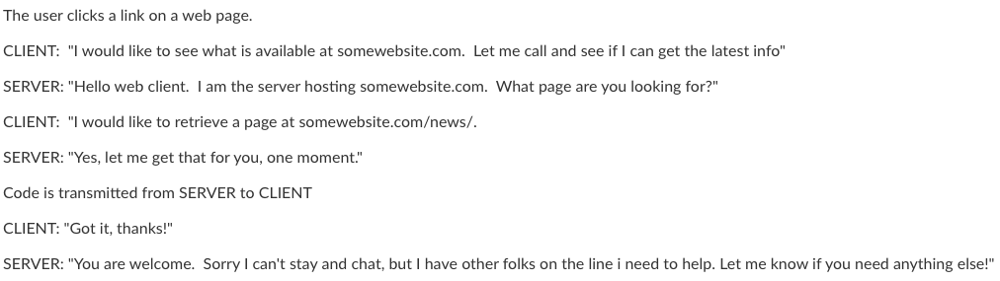 The user clicks a link on a web page.
CLIENT:  "I would like to see what is available at somewebsite.com.  Let me call and see if I can get the latest info"
SERVER: "Hello web client.  I am the server hosting somewebsite.com.  What page are you looking for?"
CLIENT:  "I would like to retrieve a page at somewebsite.com/news/.
SERVER: "Yes, let me get that for you, one moment."
Code is transmitted from SERVER to CLIENT
CLIENT: "Got it, thanks!"
SERVER: "You are welcome.  Sorry I can't stay and chat, but I have other folks on the line i need to help. Let me know if you need anything else!"